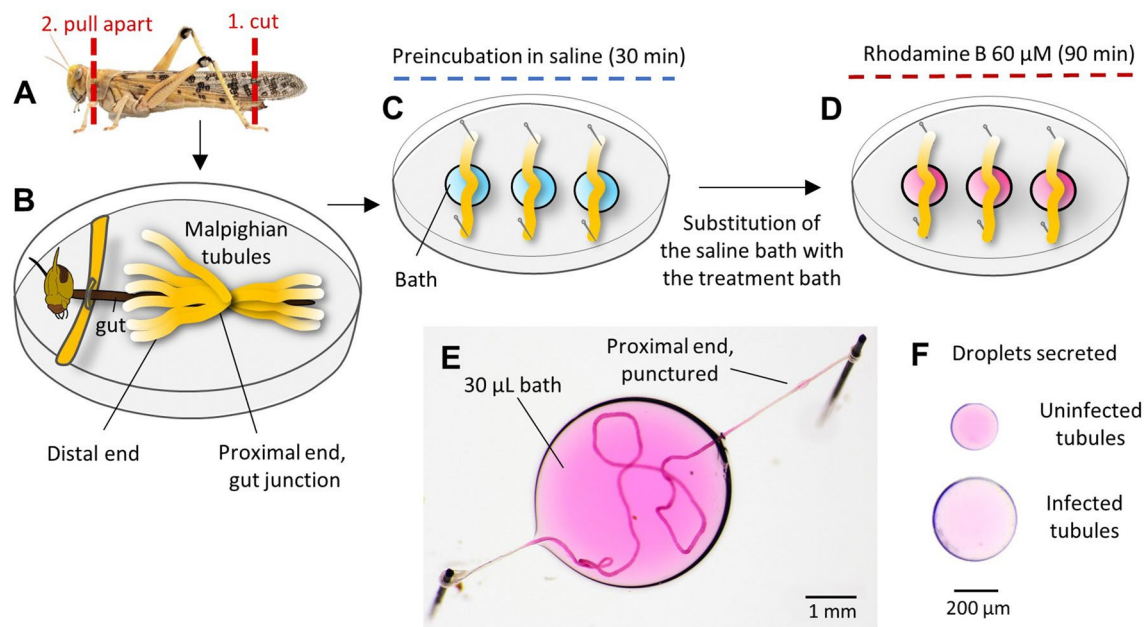 2. pull apart
1. cut
A
B
Malpighian
tubules
gut
Distal end
Proximal end,
gut junction
Preincubation in saline (30 min)
C
Bath
Substitution of
the saline bath with
the treatment bath
Rhodamine B 60 µM (90 min)
D
E
30 µL bath
Proximal end,
punctured
1 mm
F
Droplets secreted
Uninfected
tubules
Infected
tubules
200 µm